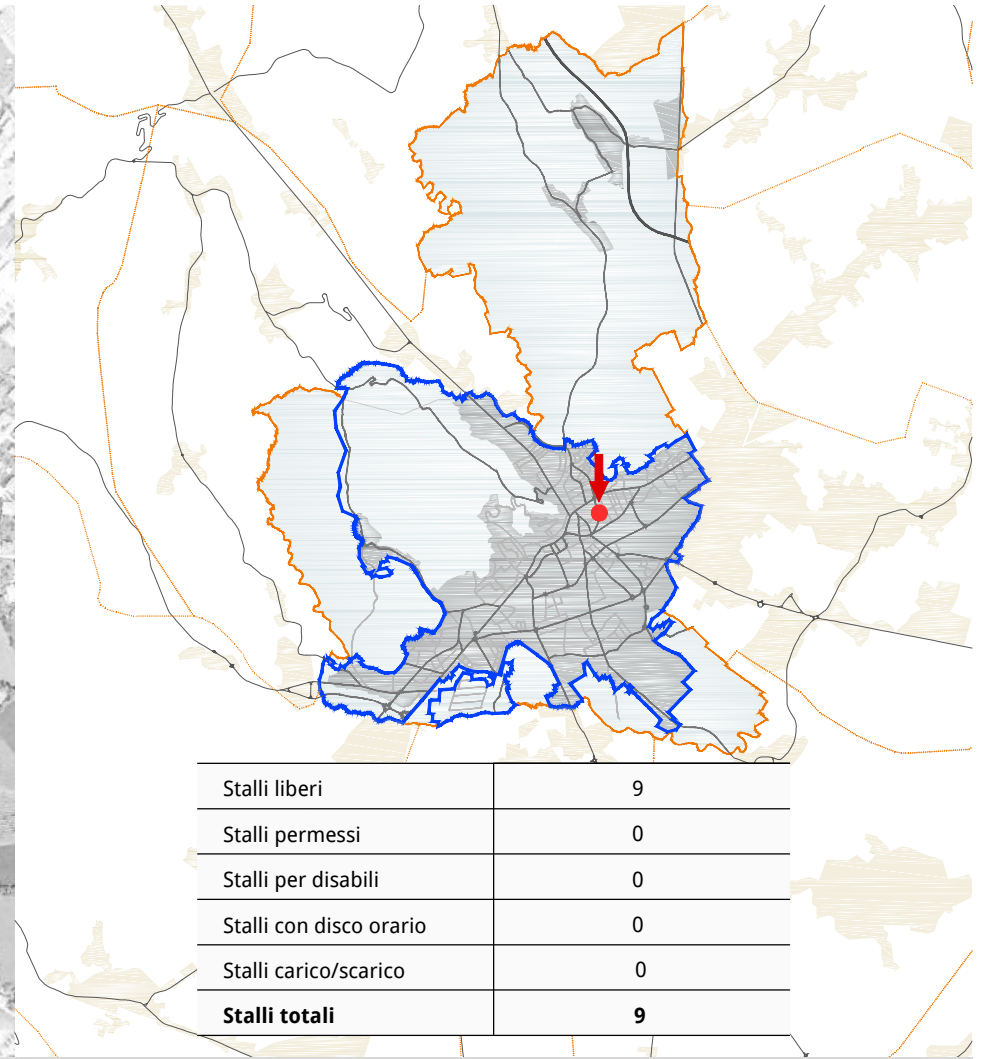 Stalli liberi 9
Stalli permessi 0
Stalli per disabili 0
Stalli con disco orario 0
Stalli carico/scarico 0
Stalli totali 9